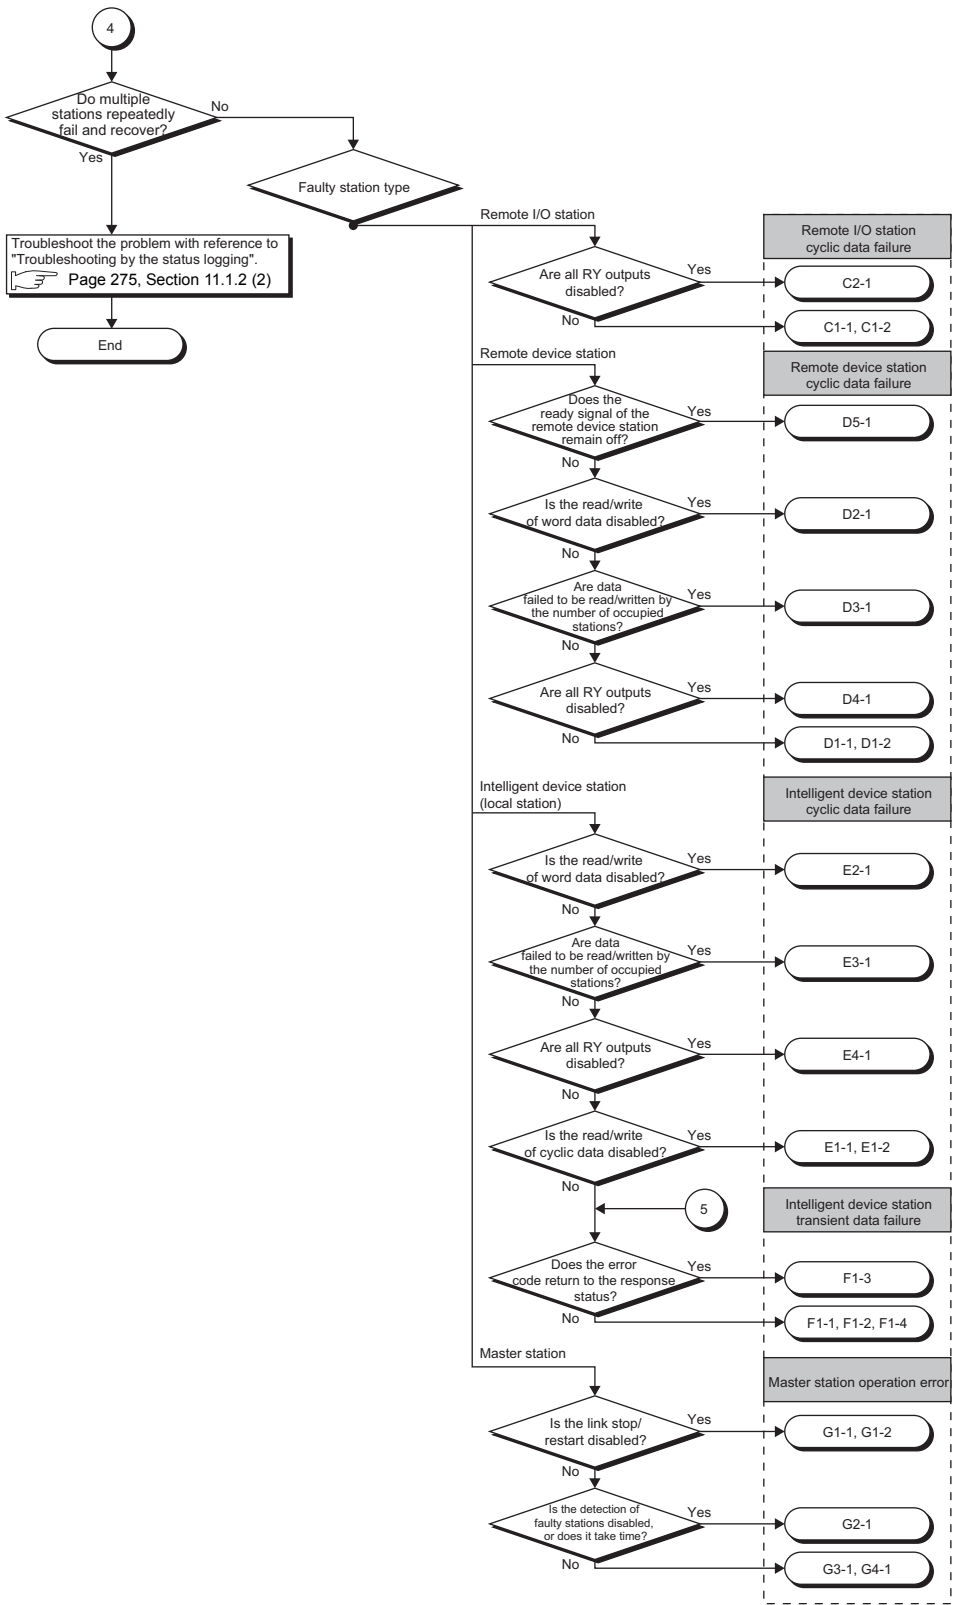 4
Do multiple
stations repeatedly
fail and recover?
No
Yes
Faulty station type
Troubleshoot the problem with reference to
"Troubleshooting by the status logging".
Page 275, Section 11.1.2 (2)
End
Remote I/O station
Remote I/O station
cyclic data failure
Are all RY outputs
disabled?
Yes
C2-1
No
C1-1, C1-2
Remote device station
Remote device station
cyclic data failure
Does the
ready signal of the
remote device station
remain off?
Yes
D5-1
No
Is the read/write
of word data disabled?
Yes
D2-1
No
Are data
failed to be read/written by
the number of occupied
stations?
Yes
D3-1
No
Are all RY outputs
disabled?
Yes
D4-1
No
D1-1, D1-2
Intelligent device station
(local station)
Intelligent device station
cyclic data failure
Is the read/write
of word data disabled?
Yes
E2-1
No
Are data
failed to be read/written by
the number of occupied
stations?
Yes
E3-1
No
Are all RY outputs
disabled?
Yes
E4-1
No
Is the read/write
of cyclic data disabled?
Yes
E1-1, E1-2
No
5
Intelligent device station
transient data failure
Does the error
code return to the response
status?
Yes
F1-3
No
F1-1, F1-2, F1-4
Master station
Master station operation error
Is the link stop/
restart disabled?
Yes
G1-1, G1-2
No
Is the detection of
faulty stations disabled,
or does it take time?
Yes
G2-1
No
G3-1, G4-1